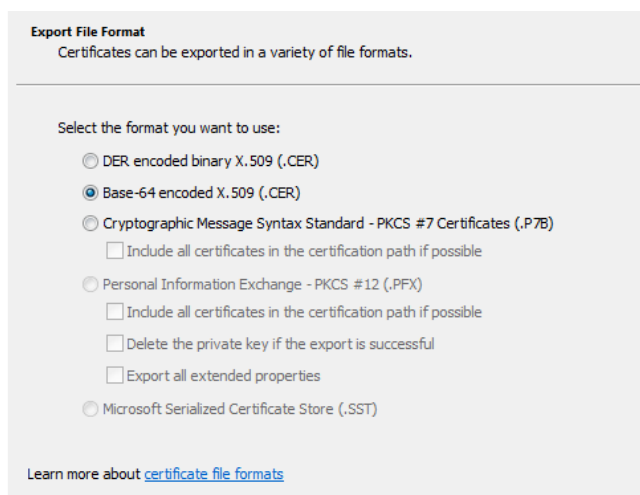 Export File Format
Certificates can be exported in a variety of file formats.
Select the format you want to use:
DER encoded binary X.509 (.CER)
Base-64 encoded X.509 (.CER)
Cryptographic Message Syntax Standard - PKCS #7 Certificates (.P7B)
Include all certificates in the certification path if possible
Personal Information Exchange - PKCS #12 (.PFX)
Include all certificates in the certification path if possible
Delete the private key if the export is successful
Export all extended properties
Microsoft Serialized Certificate Store (.SST)
Learn more about certificate file formats